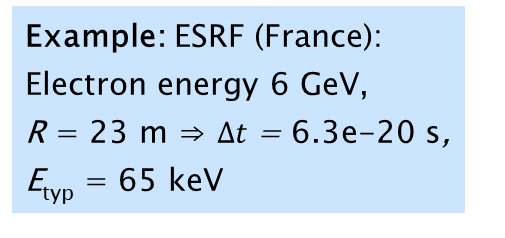 Example: ESRF (France):
Electron energy 6 GeV,
R = 23 m ⇒ Δt = 6.3e–20 s,
Etyp = 65 keV